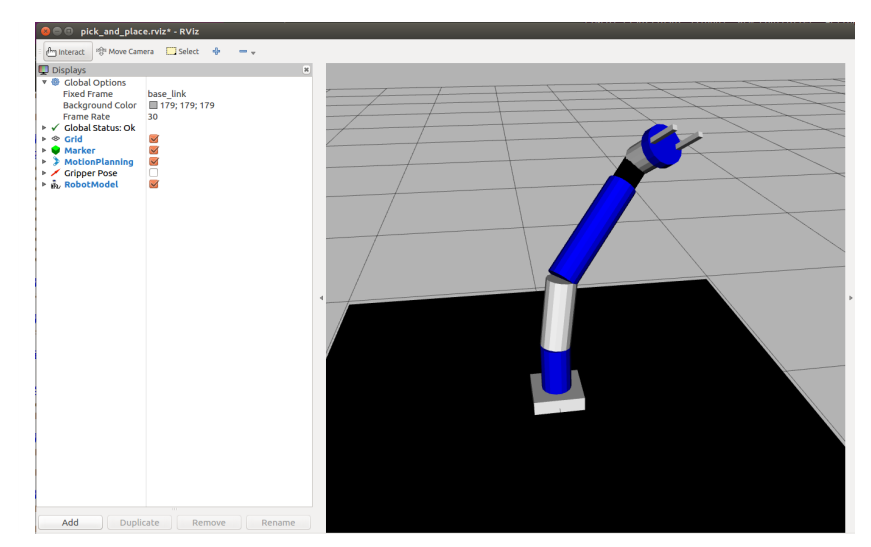 pick_and_place.rviz* - RViz
Interact Move Camera Select
Displays
Global Options
Fixed Frame base_link
Background Color 179; 179; 179
Frame Rate 30
Global Status: Ok
Grid
Marker
MotionPlanning
Gripper Pose
RobotModel
Add Duplicate Remove Rename